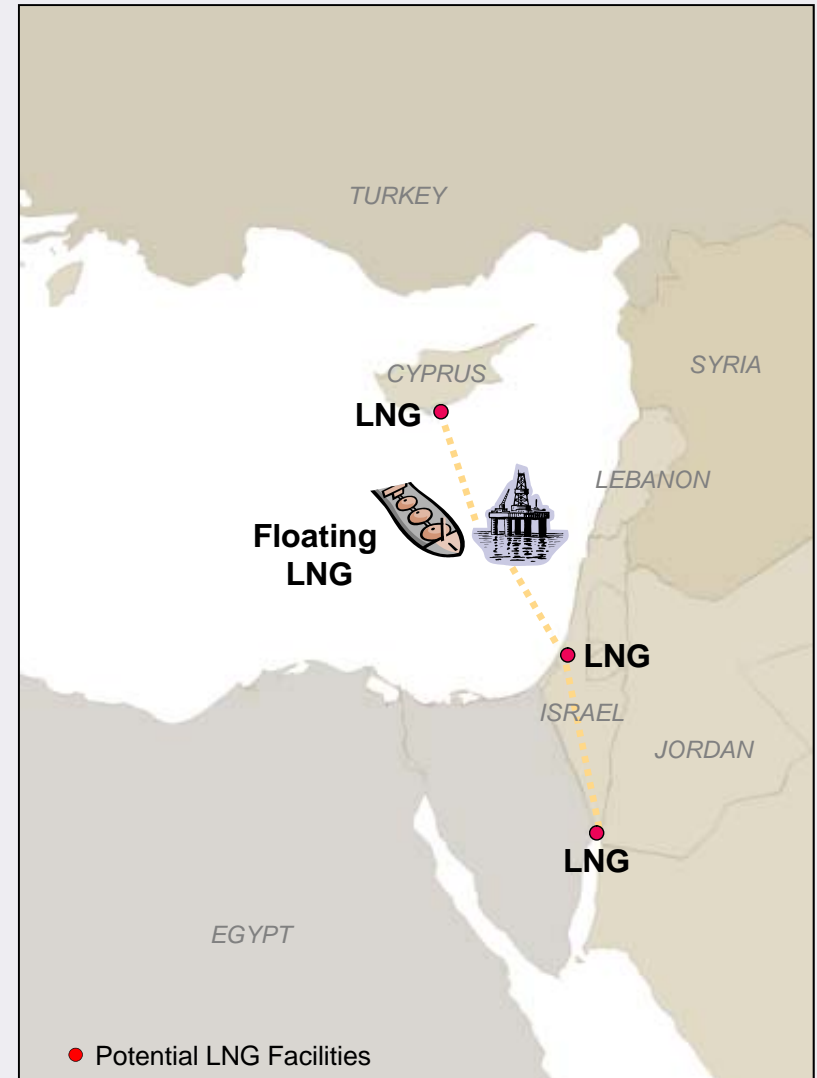 TURKEY
CYPRUS
SYRIA
LNG
LEBANON
Floating
LNG
LNG
ISRAEL
JORDAN
LNG
EGYPT
Potential LNG Facilities